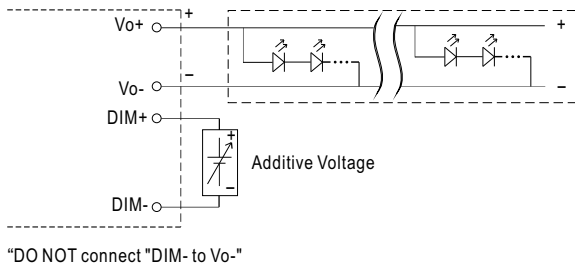 Vo+
+
+
Vo-
−
−
DIM+
+
Additive Voltage
−
DIM-
“DO NOT connect "DIM- to Vo-"